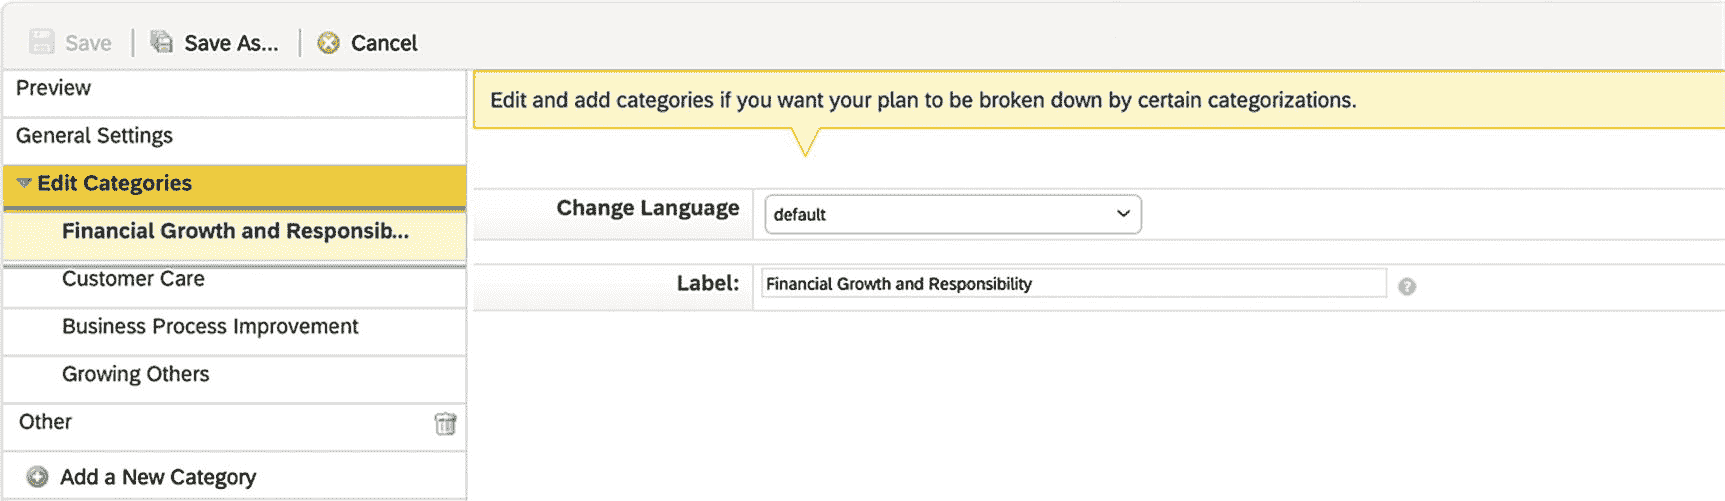 Save Save As... Cancel
Preview
Edit and add categories if you want your plan to be broken down by certain categorizations.
General Settings
Edit Categories
Change Language default
Financial Growth and Responsib...
Customer Care
Label: Financial Growth and Responsibility ?
Business Process Improvement
Growing Others
Other
Add a New Category